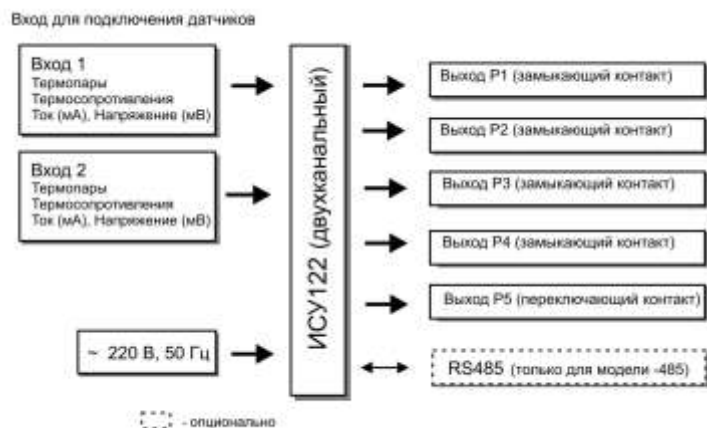 Вход для подключения датчиков
Вход 1
Термопары
Термосопротивления
Ток (мА), Напряжение (мВ)
Вход 2
Термопары
Термосопротивления
Ток (мА), Напряжение (мВ)
~ 220 В, 50 Гц
ИСУ122 (двухканальный)
Выход Р1 (замыкающий контакт)
Выход Р2 (замыкающий контакт)
Выход Р3 (замыкающий контакт)
Выход Р4 (замыкающий контакт)
Выход Р5 (переключающий контакт)
RS485 (только для модели -485)
- опционально